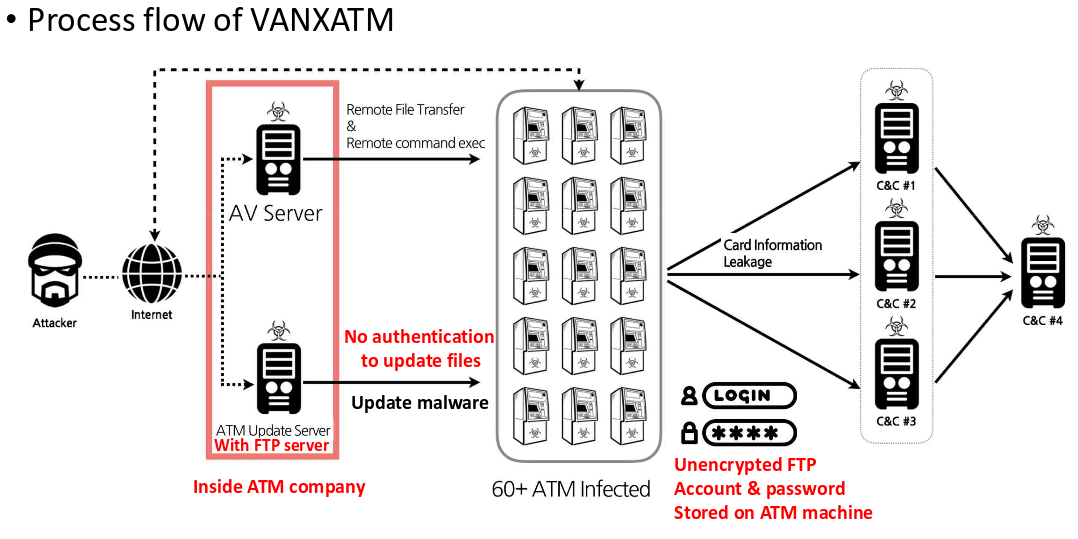 • Process flow of VANXATM
Remote File Transfer
&
Remote command exec
AV Server
Attacker
Internet
No authentication
to update files
Update malware
ATM Update Server
With FTP server
Inside ATM company
60+ ATM Infected
Card Information
Leakage
LOGIN
****
Unencrypted FTP
Account & password
Stored on ATM machine
C&C #1
C&C #2
C&C #3
C&C #4